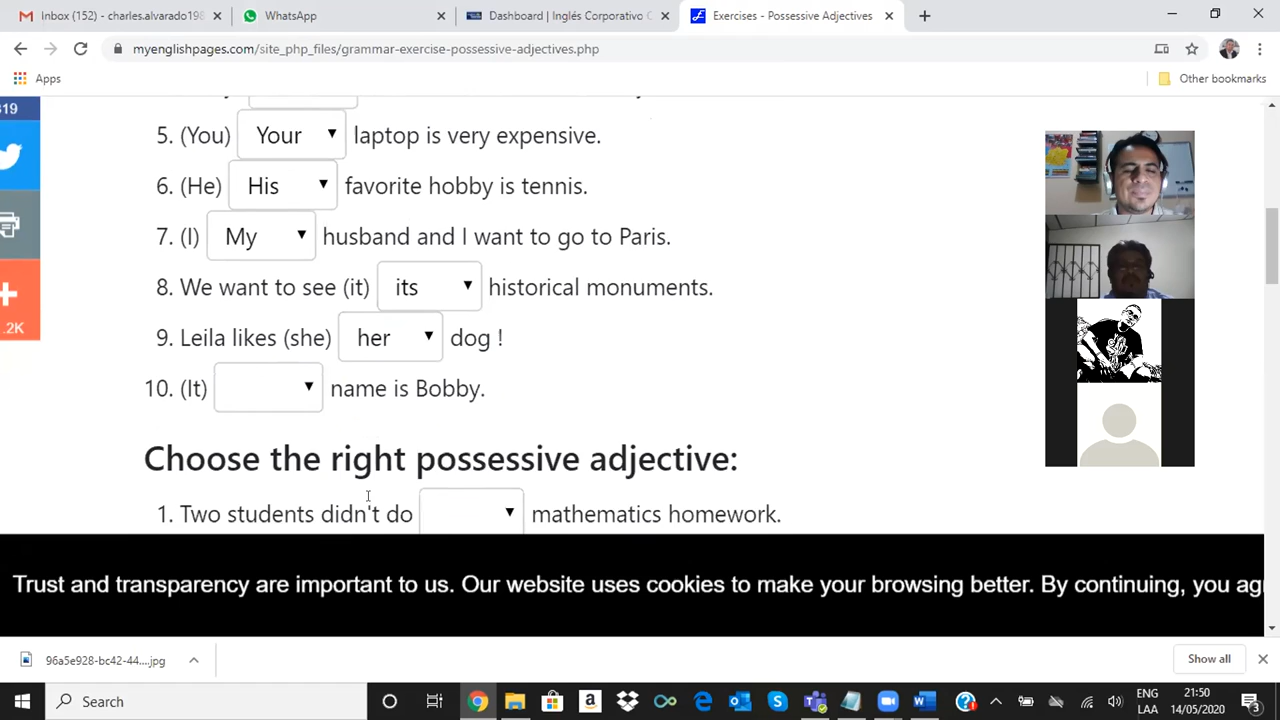 Inbox (152) - charles.alvarado198
WhatsApp
Dashboard | Inglés Corporativo C
Exercises - Possessive Adjectives
myenglishpages.com/site_php_files/grammar-exercise-possessive-adjectives.php
Apps
Other bookmarks
319
5. (You) Your laptop is very expensive.
6. (He) His favorite hobby is tennis.
7. (I) My husband and I want to go to Paris.
8. We want to see (it) its historical monuments.
1.2K
9. Leila likes (she) her dog !
10. (It) name is Bobby.
Choose the right possessive adjective:
1. Two students didn't do mathematics homework.
Trust and transparency are important to us. Our website uses cookies to make your browsing better. By continuing, you ag
96a5e928-bc42-44....jpg
Show all
Search
ENG
LAA
21:50
14/05/2020
3